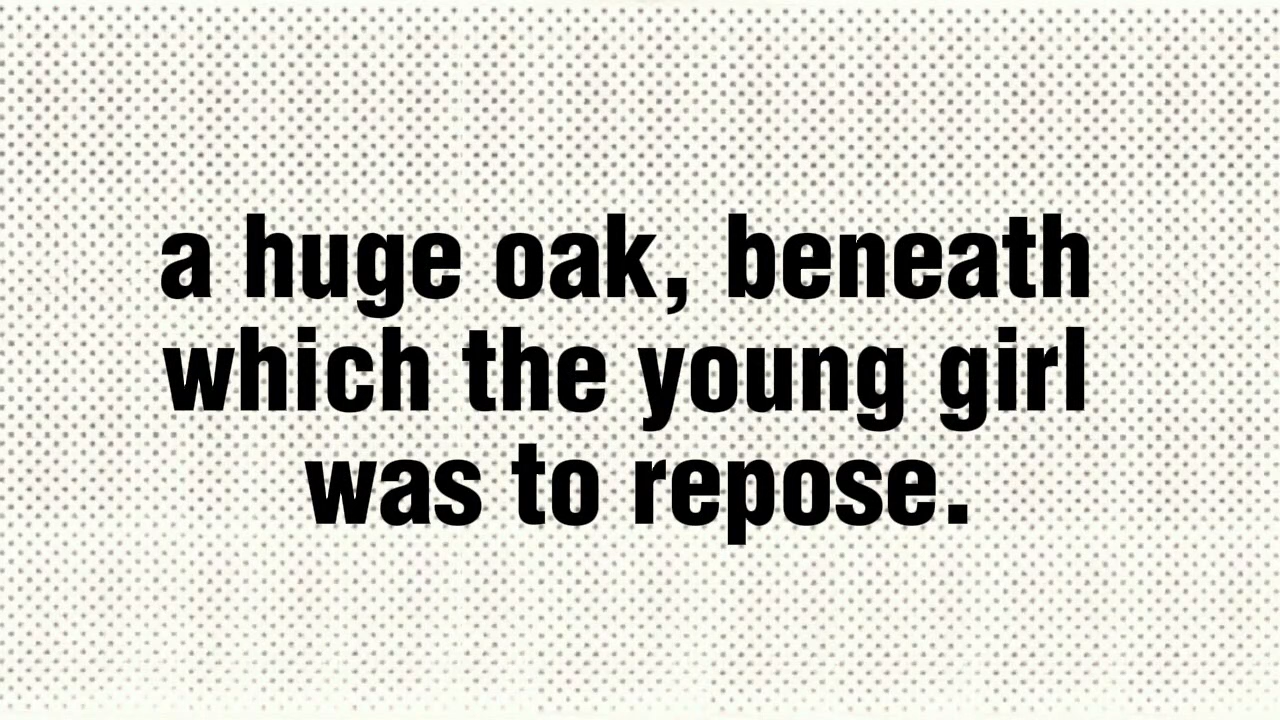 a huge oak, beneath
which the young girl
was to repose.